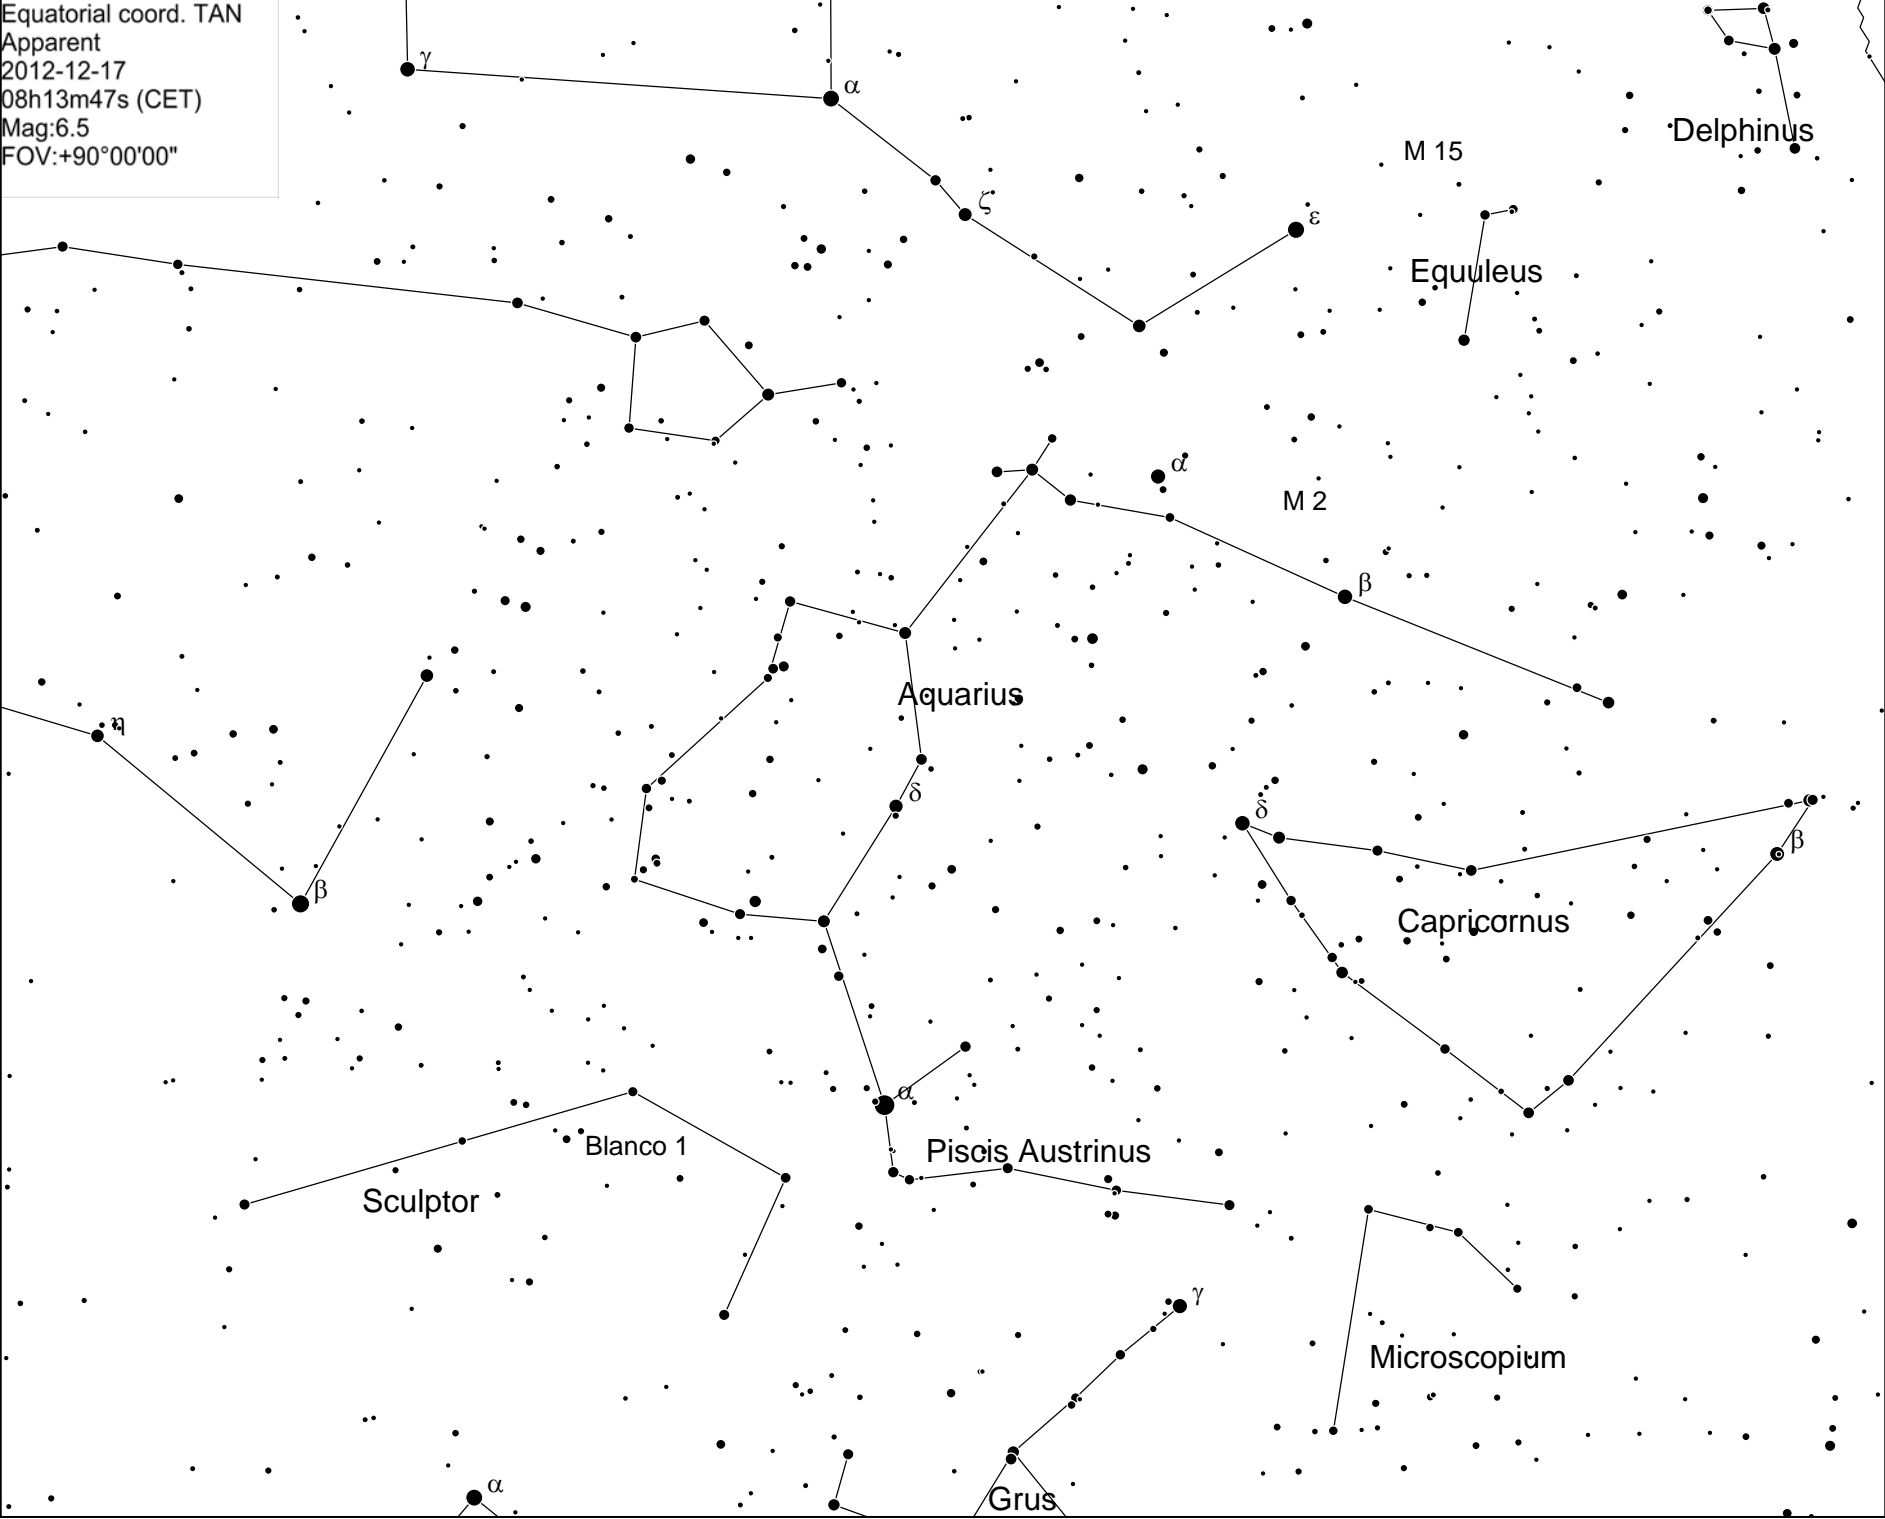 Equatorial coord. TAN
Apparent
2012-12-17
08h13m47s (CET)
Mag:6.5
FOV:+90°00'00"
γ
α
Delphinus
M 15
ζ
ε
Equuleus
α
M 2
β
Aquarius
η
δ
δ
β
β
Capricornus
α
Blanco 1
Piscis Austrinus
Sculptor
γ
Microscopium
α
Grus